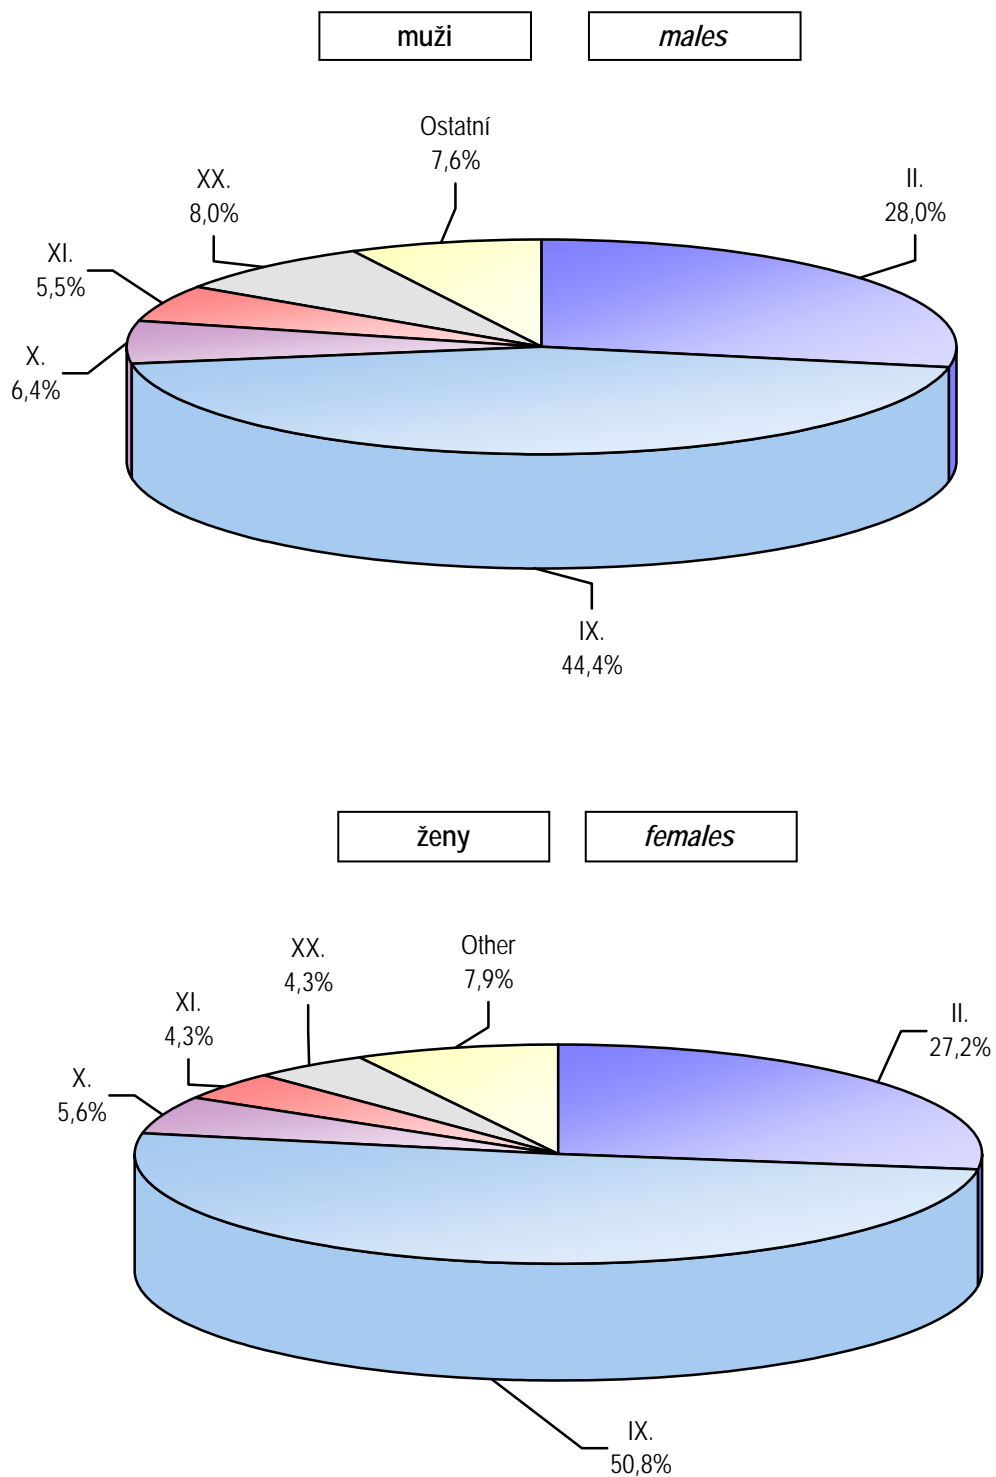 muži males
Ostatní
7,6%
XX.
8,0%
II.
28,0%
XI.
5,5%
X.
6,4%
IX.
44,4%
ženy females
Other
7,9%
XX.
4,3%
XI.
4,3%
II.
27,2%
X.
5,6%
IX.
50,8%